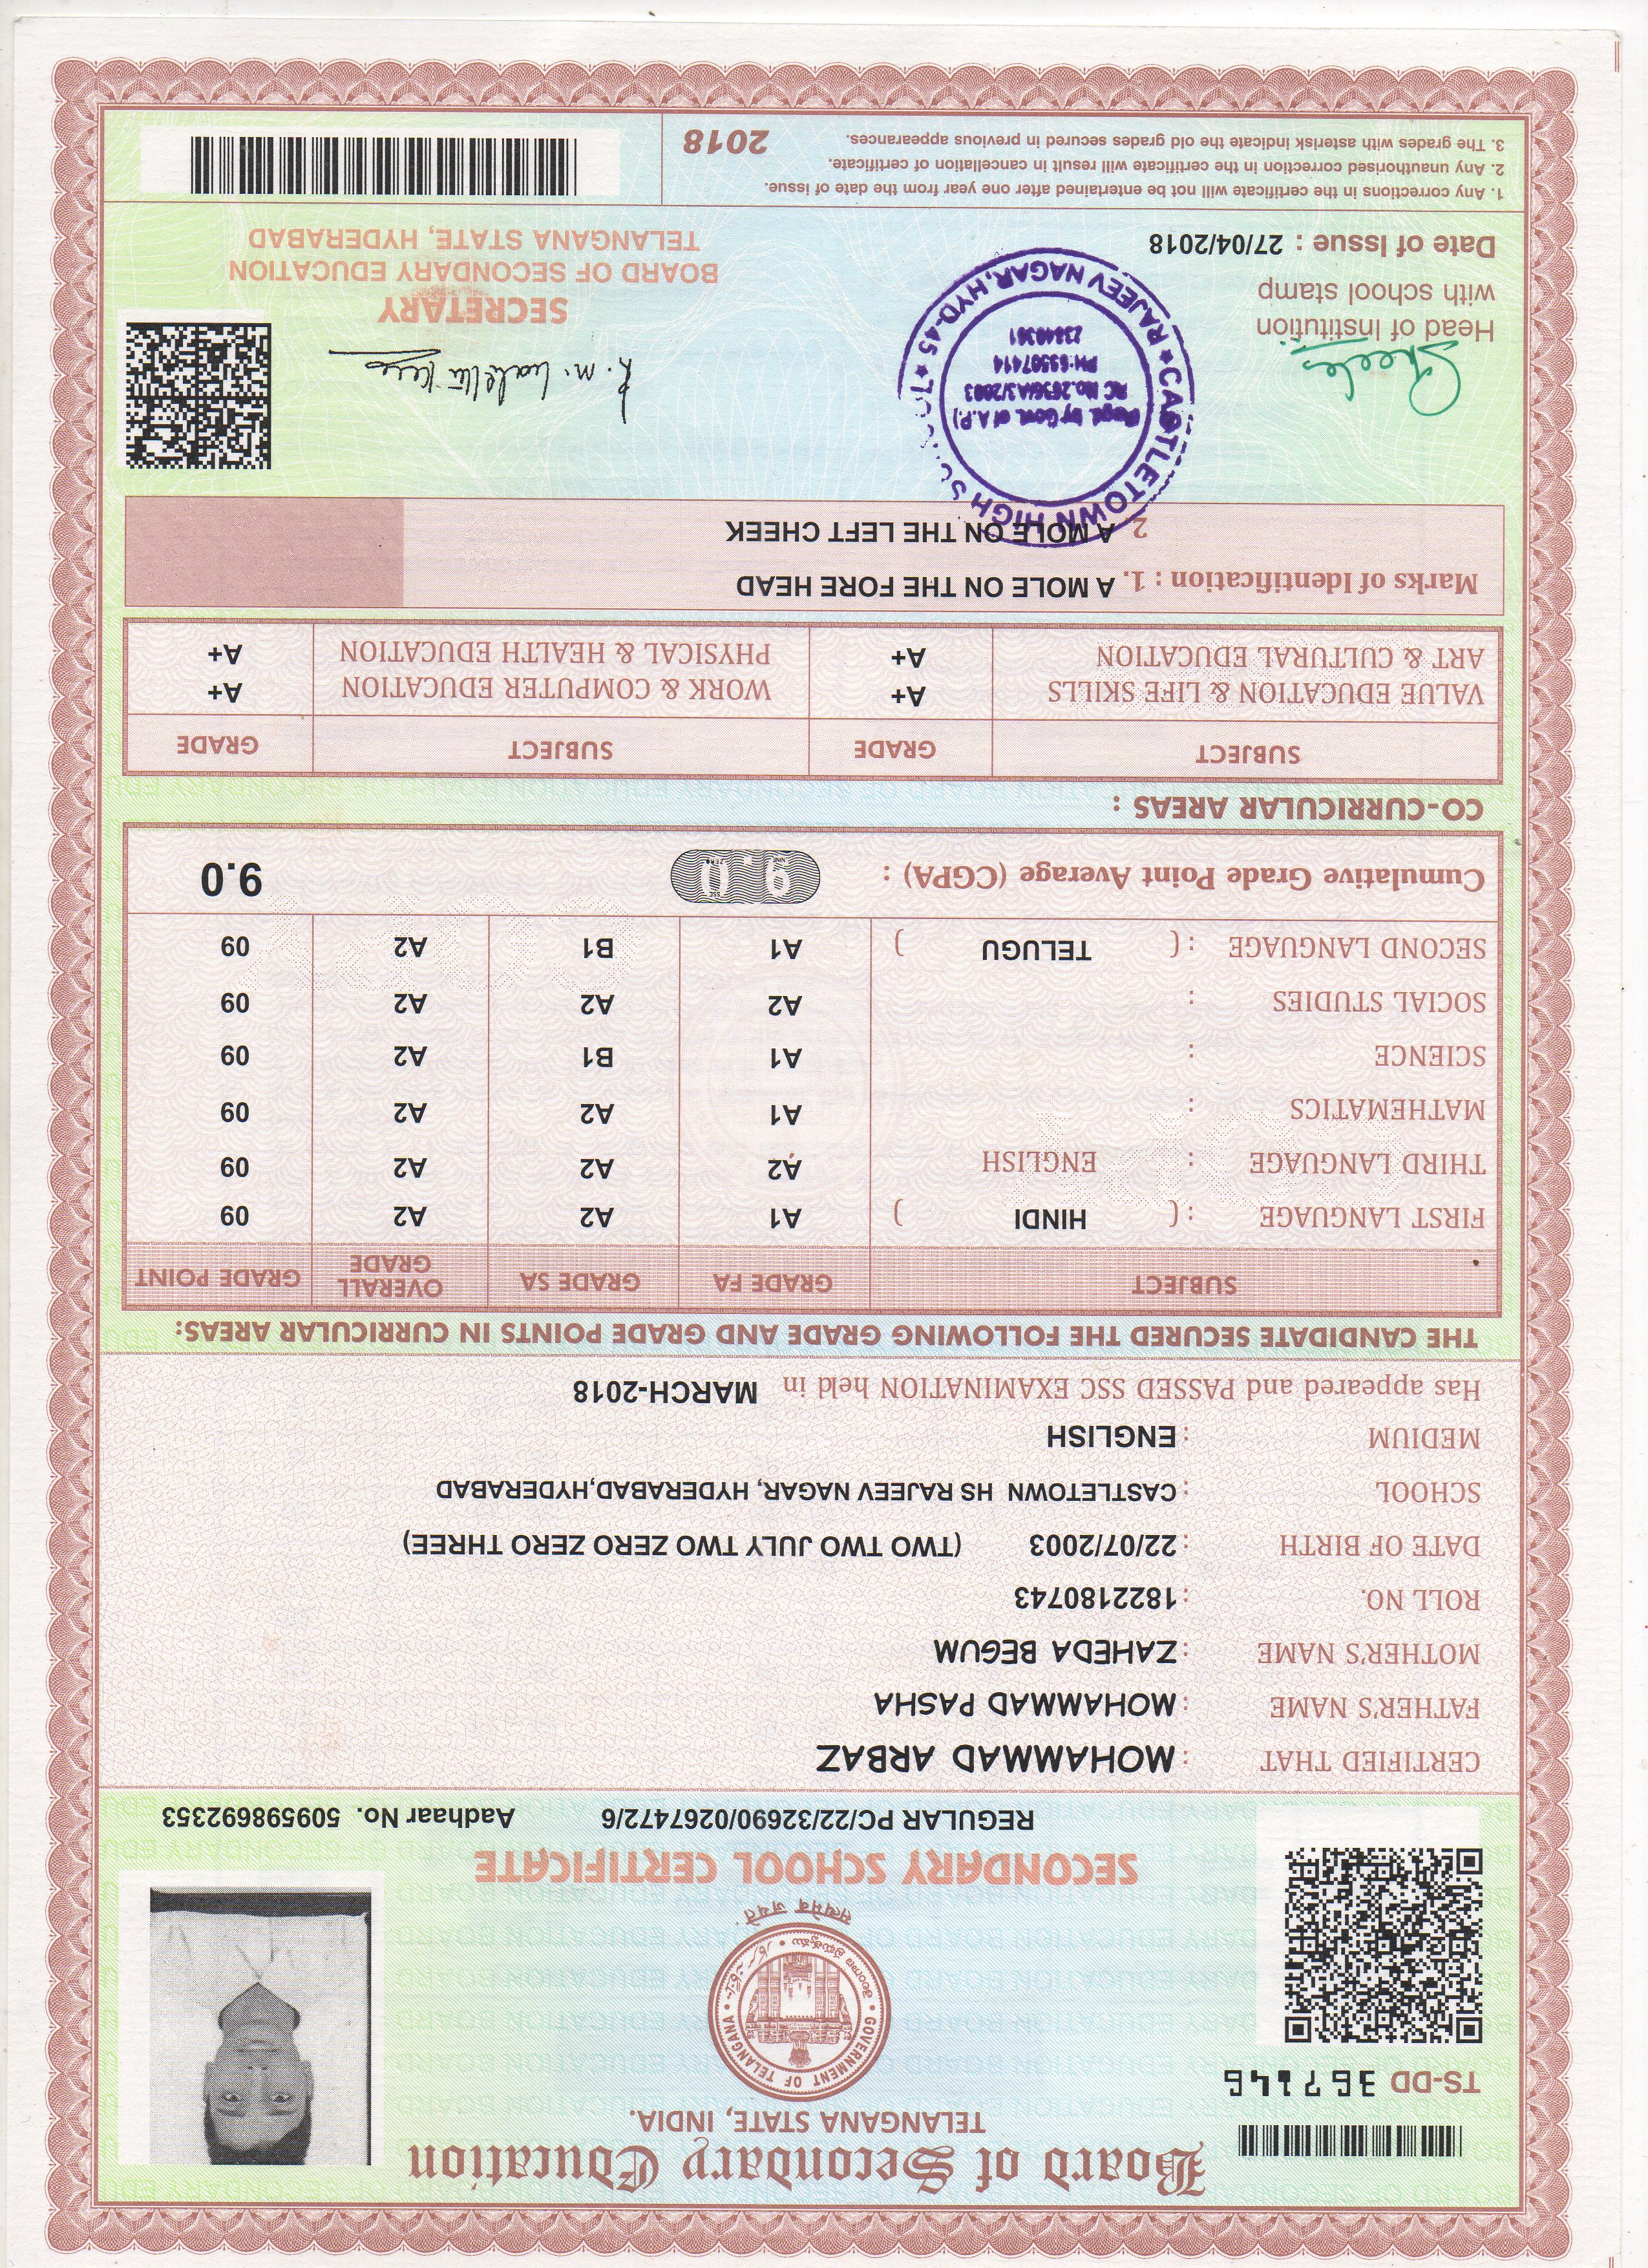 Board of Secondary Education
TELANGANA STATE, INDIA.
TS-DD 367146
GOVERNMENT OF TELANGANA
తెలంగాణ ప్రభుత్వము
सत्यमेव जयते
SECONDARY SCHOOL CERTIFICATE
REGULAR PC/22/32690/0267472/6 Aadhaar No. 509598692353
CERTIFIED THAT : MOHAMMAD ARBAZ
FATHER'S NAME : MOHAMMAD PASHA
MOTHER'S NAME : ZAHEDA BEGUM
ROLL NO. : 1822180743
DATE OF BIRTH : 22/07/2003 (TWO TWO JULY TWO ZERO ZERO THREE)
SCHOOL : CASTLETOWN HS RAJEEV NAGAR, HYDERABAD,HYDERABAD
MEDIUM : ENGLISH
Has appeared and PASSED SSC EXAMINATION held in MARCH-2018
THE CANDIDATE SECURED THE FOLLOWING GRADE AND GRADE POINTS IN CURRICULAR AREAS:
SUBJECT GRADE FA GRADE SA OVERALL GRADE GRADE POINT
FIRST LANGUAGE : ( HINDI ) A1 A2 A2 09
THIRD LANGUAGE : ENGLISH A2 A2 A2 09
MATHEMATICS : A1 A2 A2 09
SCIENCE : A1 B1 A2 09
SOCIAL STUDIES : A2 A2 A2 09
SECOND LANGUAGE : ( TELUGU ) A1 B1 A2 09
Cumulative Grade Point Average (CGPA) : 9.0 9.0
CO-CURRICULAR AREAS :
SUBJECT GRADE SUBJECT GRADE
VALUE EDUCATION & LIFE SKILLS A+ WORK & COMPUTER EDUCATION A+
ART & CULTURAL EDUCATION A+ PHYSICAL & HEALTH EDUCATION A+
Marks of Identification : 1. A MOLE ON THE FORE HEAD
2. A MOLE ON THE LEFT CHEEK
CASTLETOWN HIGH SCHOOL
(Regd. by Govt. of A.P.)
RC No.2636/A3/2003
PH:65507414
23840361
RAJEEV NAGAR, HYD-45
Head of Institution
with school stamp
Date of Issue : 27/04/2018
SECRETARY
BOARD OF SECONDARY EDUCATION
TELANGANA STATE, HYDERABAD
1. Any corrections in the certificate will not be entertained after one year from the date of issue.
2. Any unauthorised correction in the certificate will result in cancellation of certificate.
3. The grades with asterisk indicate the old grades secured in previous appearances.
2018